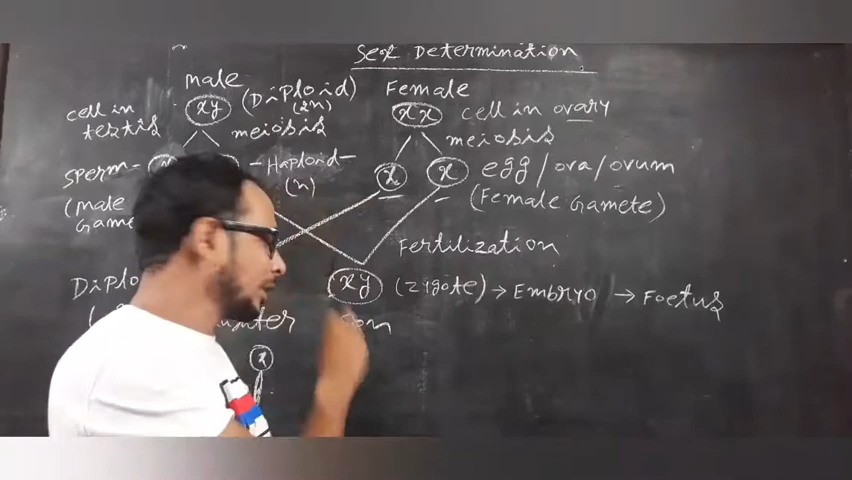 Sex Determination
male
(Diploid)
(2n)
Female
cell in
testis
xy
xx
cell in ovary
meiosis
meiosis
sperm-
-Haploid-
(n)
x
x
egg/ova/ovum
(male
Gamete
(Female Gamete)
Fertilization
xy
(zygote) → Embryo → Foetus
x